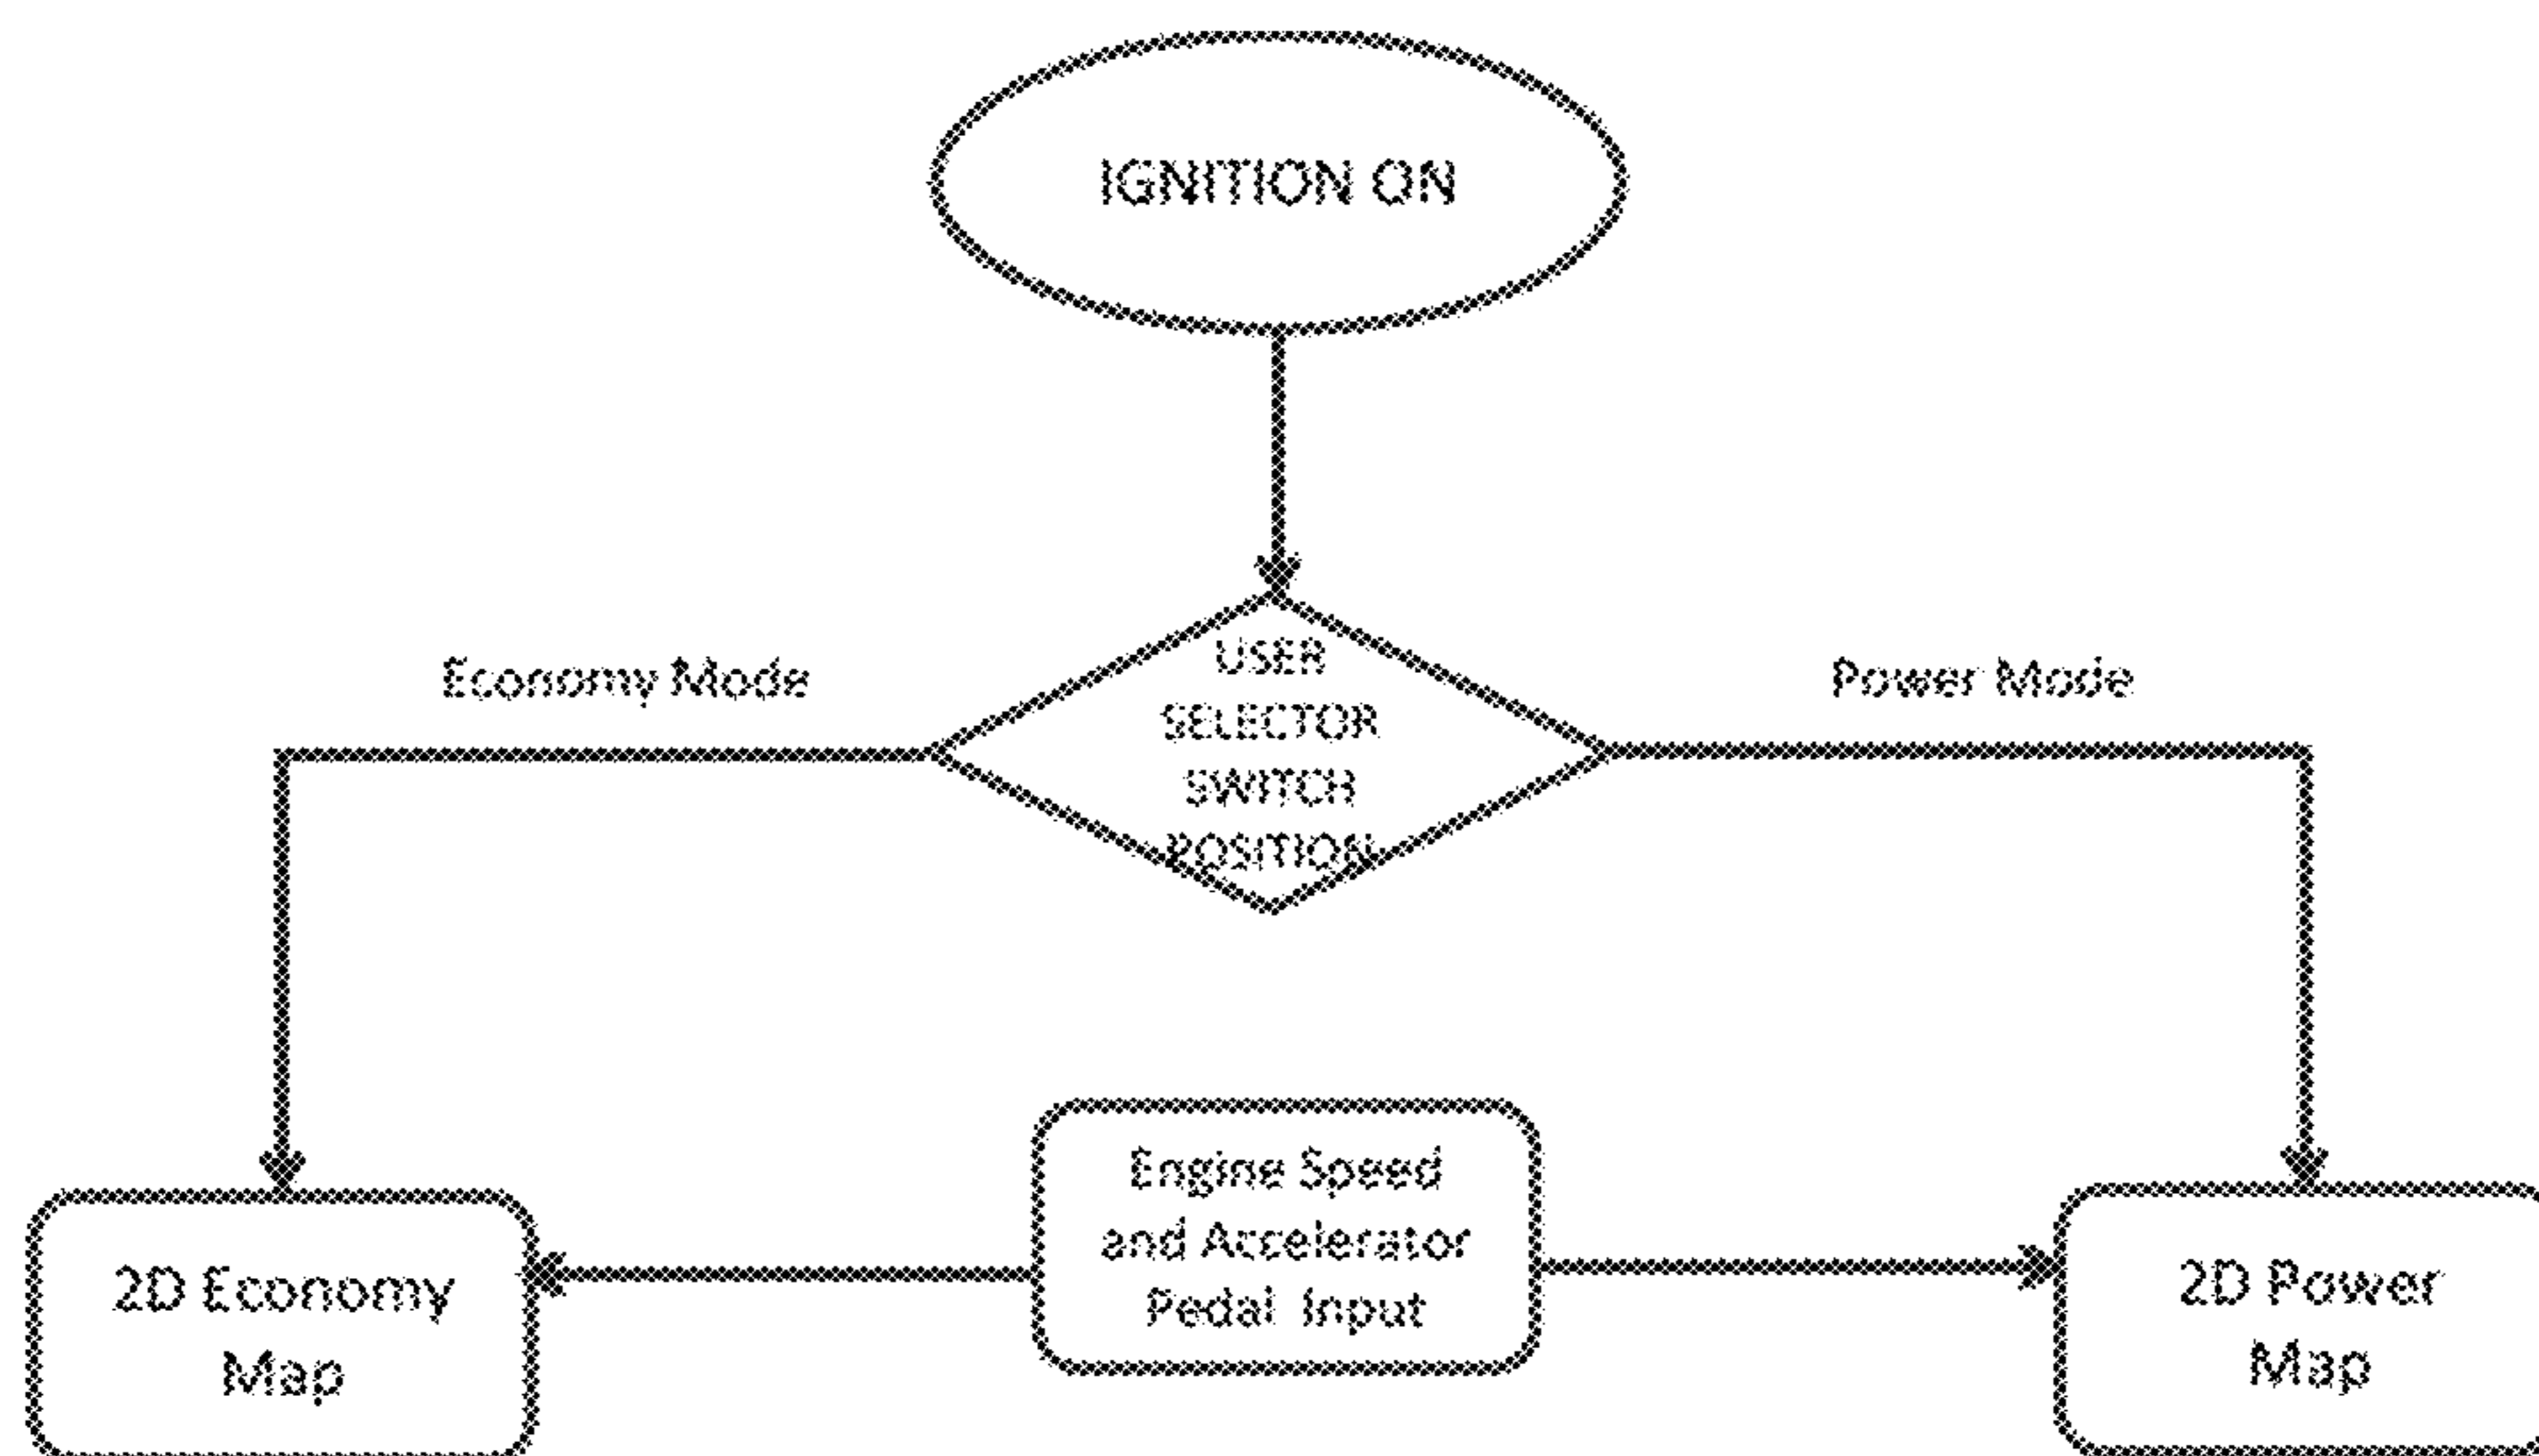 IGNITION ON
Economy Mode
USER
SELECTOR
SWITCH
POSITION
Power Mode
Engine Speed
and Accelerator
Pedal Input
2D Economy
Map
2D Power
Map